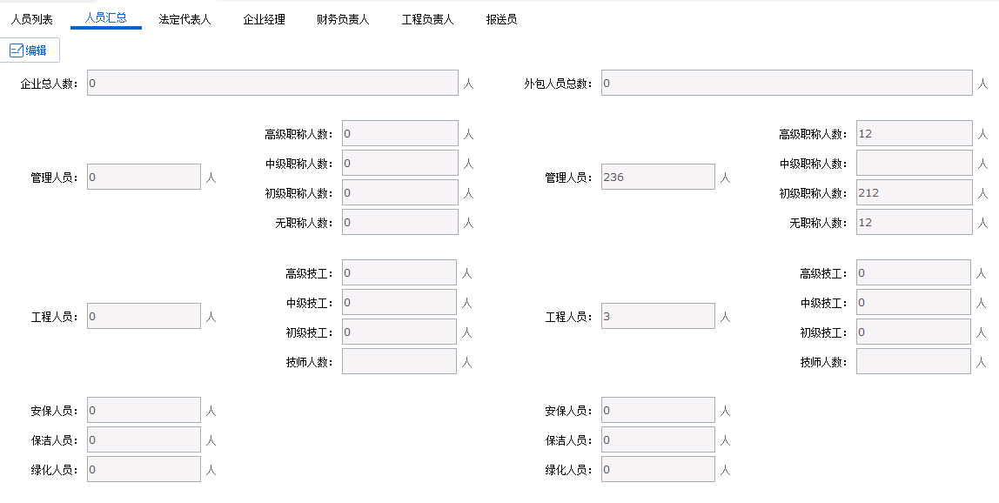 人员列表 人员汇总 法定代表人 企业经理 财务负责人 工程负责人 报送员
编辑
企业总人数: 0 人 外包人员总数: 0 人
高级职称人数: 0 人 高级职称人数: 12 人
中级职称人数: 0 人 中级职称人数: 人
管理人员: 0 人 管理人员: 236 人
初级职称人数: 0 人 初级职称人数: 212 人
无职称人数: 0 人 无职称人数: 12 人
高级技工: 0 人 高级技工: 0 人
中级技工: 0 人 中级技工: 0 人
工程人员: 0 人 工程人员: 3 人
初级技工: 0 人 初级技工: 0 人
技师人数: 人 技师人数: 人
安保人员: 0 人 安保人员: 0 人
保洁人员: 0 人 保洁人员: 0 人
绿化人员: 0 人 绿化人员: 0 人